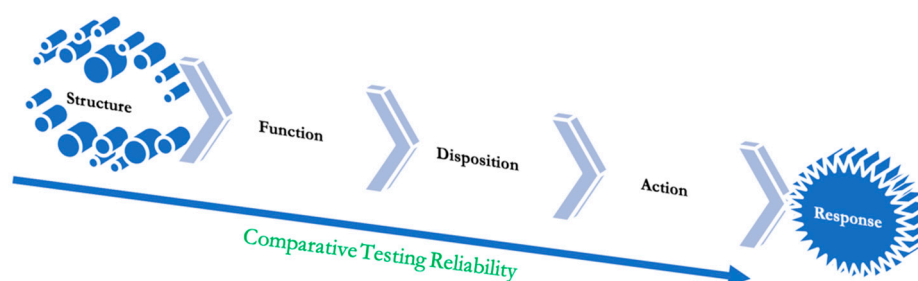 Structure
Function
Disposition
Action
Response
Comparative Testing Reliability